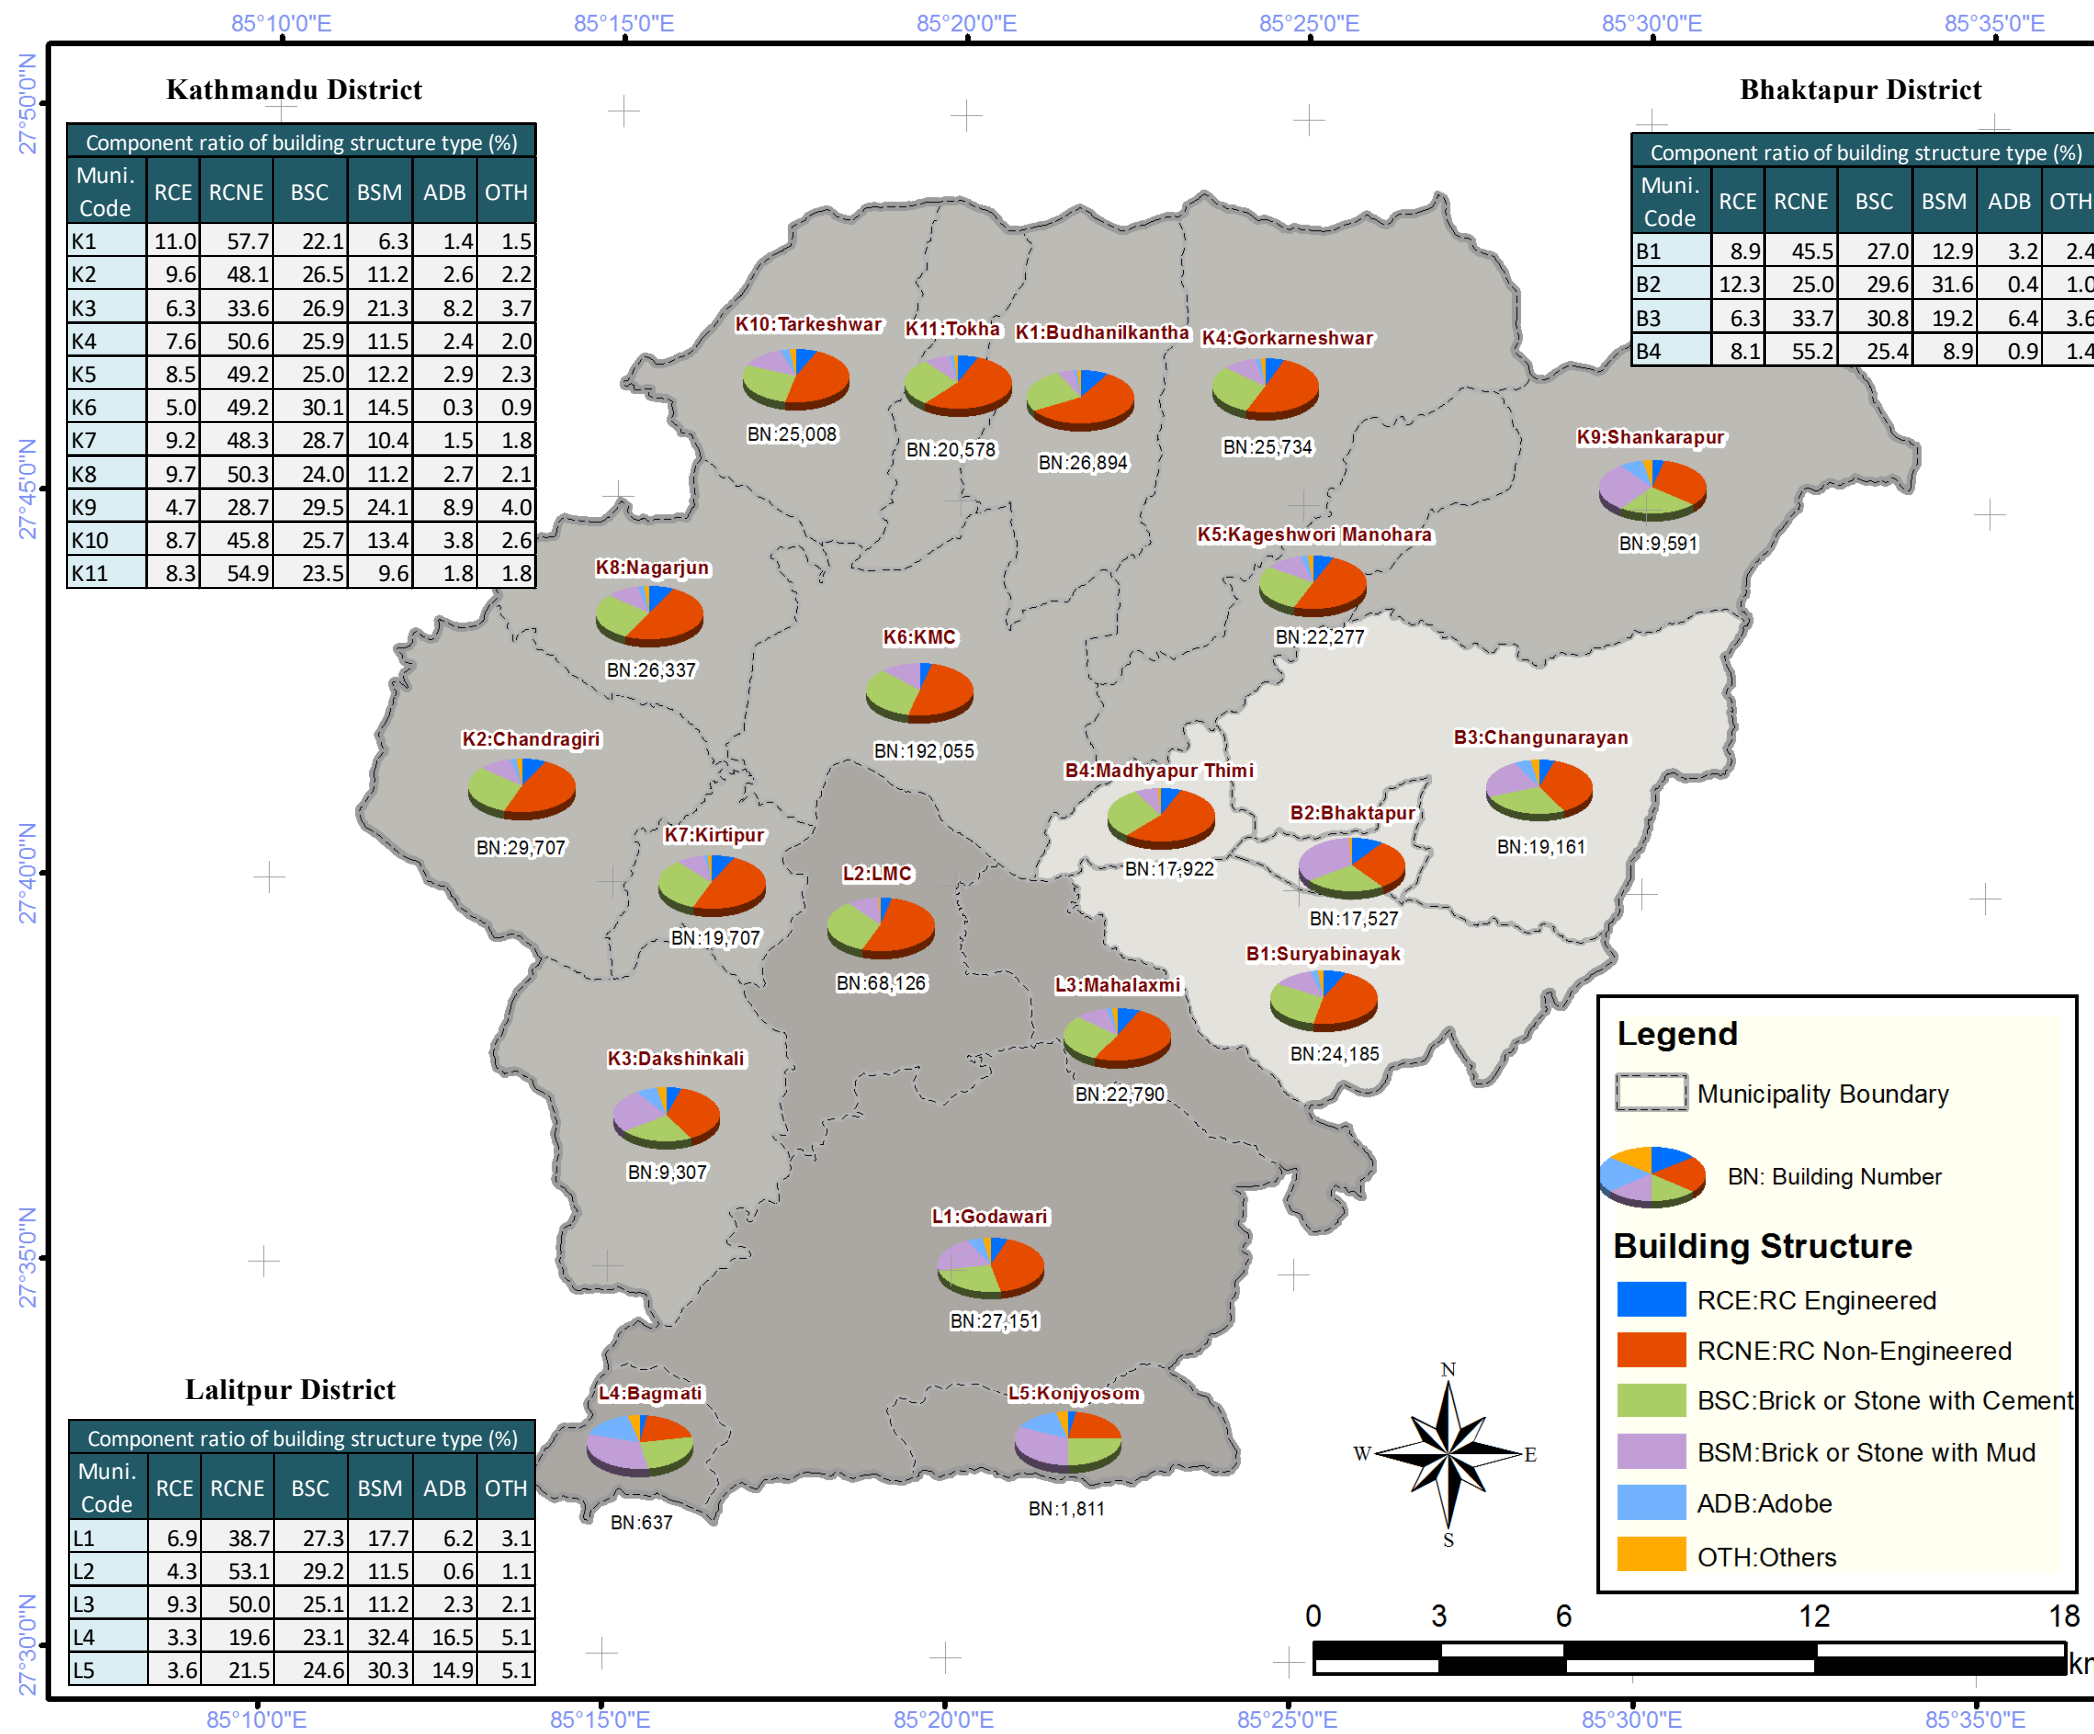 85°10'0"E 85°15'0"E 85°20'0"E 85°25'0"E 85°30'0"E 85°35'0"E
27°50'0"N
27°45'0"N
27°40'0"N
27°35'0"N
27°30'0"N
Kathmandu District
Component ratio of building structure type (%)
Muni. Code RCE RCNE BSC BSM ADB OTH
K1 11.0 57.7 22.1 6.3 1.4 1.5
K2 9.6 48.1 26.5 11.2 2.6 2.2
K3 6.3 33.6 26.9 21.3 8.2 3.7
K4 7.6 50.6 25.9 11.5 2.4 2.0
K5 8.5 49.2 25.0 12.2 2.9 2.3
K6 5.0 49.2 30.1 14.5 0.3 0.9
K7 9.2 48.3 28.7 10.4 1.5 1.8
K8 9.7 50.3 24.0 11.2 2.7 2.1
K9 4.7 28.7 29.5 24.1 8.9 4.0
K10 8.7 45.8 25.7 13.4 3.8 2.6
K11 8.3 54.9 23.5 9.6 1.8 1.8
Bhaktapur District
Component ratio of building structure type (%)
Muni. Code RCE RCNE BSC BSM ADB OTH
B1 8.9 45.5 27.0 12.9 3.2 2.4
B2 12.3 25.0 29.6 31.6 0.4 1.0
B3 6.3 33.7 30.8 19.2 6.4 3.6
B4 8.1 55.2 25.4 8.9 0.9 1.4
K10:Tarkeshwar
BN:25,008
K11:Tokha
BN:20,578
K1:Budhanilkantha
BN:26,894
K4:Gorkarneshwar
BN:25,734
K9:Shankarapur
BN:9,591
K5:Kageshwori Manohara
BN:22,277
K8:Nagarjun
BN:26,337
K6:KMC
BN:192,055
K2:Chandragiri
BN:29,707
B3:Changunarayan
BN:19,161
B4:Madhyapur Thimi
BN:17,922
B2:Bhaktapur
BN:17,527
K7:Kirtipur
BN:19,707
L2:LMC
BN:68,126
B1:Suryabinayak
BN:24,185
L3:Mahalaxmi
BN:22,790
K3:Dakshinkali
BN:9,307
L1:Godawari
BN:27,151
L4:Bagmati
BN:637
L5:Konjyosom
BN:1,811
Lalitpur District
Component ratio of building structure type (%)
Muni. Code RCE RCNE BSC BSM ADB OTH
L1 6.9 38.7 27.3 17.7 6.2 3.1
L2 4.3 53.1 29.2 11.5 0.6 1.1
L3 9.3 50.0 25.1 11.2 2.3 2.1
L4 3.3 19.6 23.1 32.4 16.5 5.1
L5 3.6 21.5 24.6 30.3 14.9 5.1
Legend
Municipality Boundary
BN: Building Number
Building Structure
RCE:RC Engineered
RCNE:RC Non-Engineered
BSC:Brick or Stone with Cement
BSM:Brick or Stone with Mud
ADB:Adobe
OTH:Others
N
W E
S
0 3 6 12 18
km
85°10'0"E 85°15'0"E 85°20'0"E 85°25'0"E 85°30'0"E 85°35'0"E